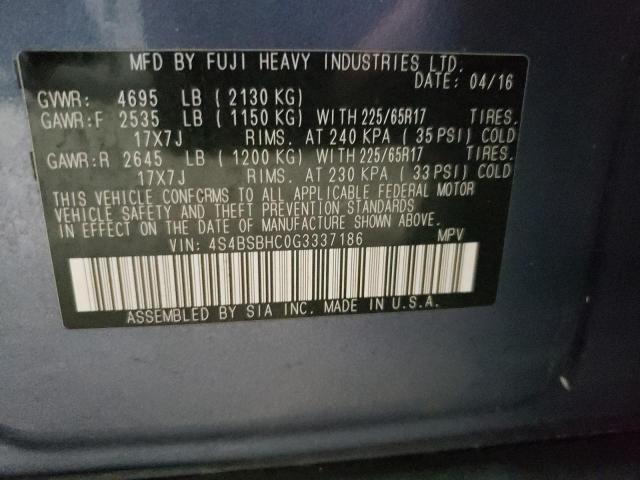 MFD BY FUJI HEAVY INDUSTRIES LTD.
DATE: 04/16
GVWR: 4695 LB (2130 KG)
GAWR:F 2535 LB (1150 KG) WITH 225/65R17 TIRES.
17X7J RIMS. AT 240 KPA (35 PSI) COLD
GAWR:R 2645 LB (1200 KG) WITH 225/65R17 TIRES.
17X7J RIMS. AT 230 KPA (33 PSI) COLD
THIS VEHICLE CONFORMS TO ALL APPLICABLE FEDERAL MOTOR
VEHICLE SAFETY AND THEFT PREVENTION STANDARDS
IN EFFECT ON THE DATE OF MANUFACTURE SHOWN ABOVE.
VIN: 4S4BSBHC0G3337186 MPV
ASSEMBLED BY SIA INC. MADE IN U.S.A.